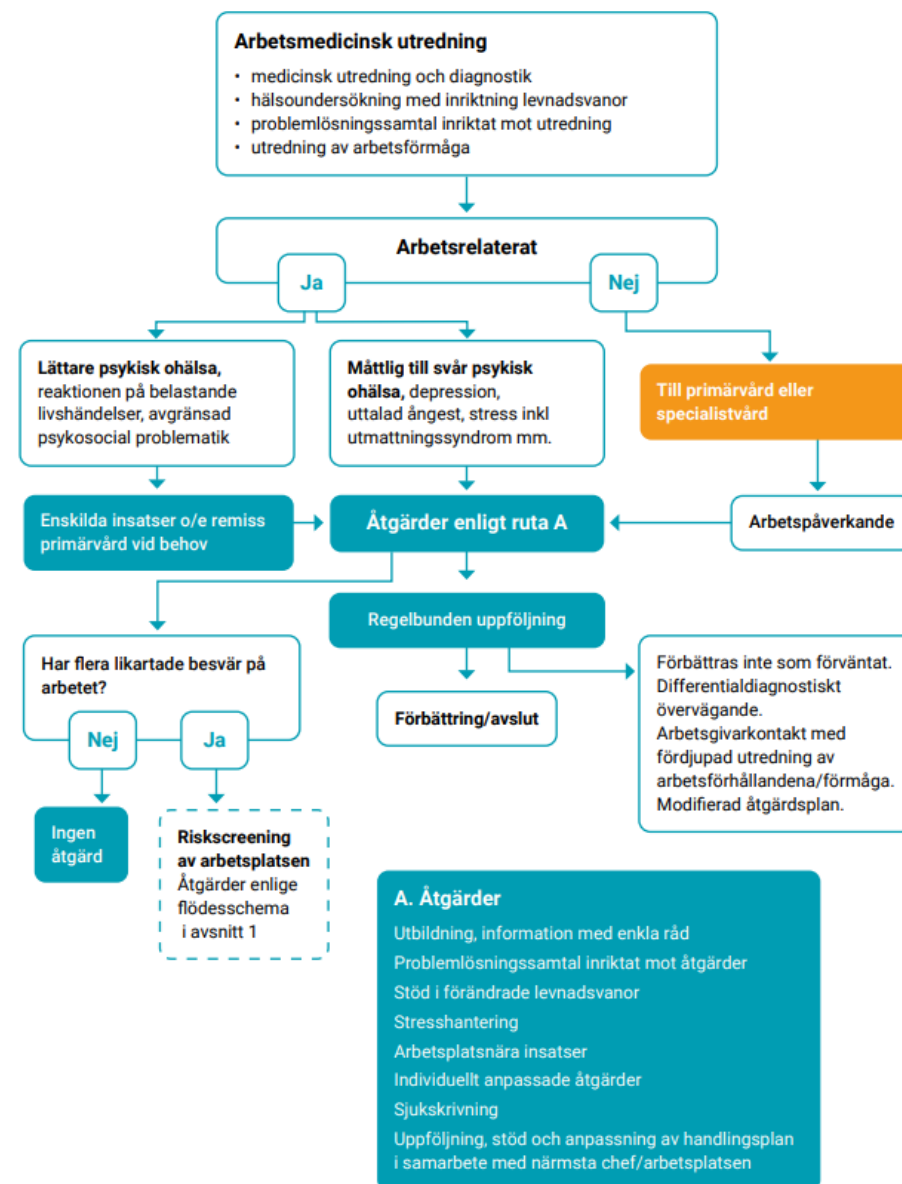 Arbetsmedicinsk utredning
• medicinsk utredning och diagnostik
• hälsoundersökning med inriktning levnadsvanor
• problemlösningssamtal inriktat mot utredning
• utredning av arbetsförmåga
Arbetsrelaterat
Ja
Nej
Lättare psykisk ohälsa,
reaktionen på belastande
livshändelser, avgränsad
psykosocial problematik
Måttlig till svår psykisk
ohälsa, depression,
uttalad ångest, stress inkl
utmattningssyndrom mm.
Till primärvård eller
specialistvård
Enskilda insatser o/e remiss
primärvård vid behov
Åtgärder enligt ruta A
Arbetspåverkande
Regelbunden uppföljning
Har flera likartade besvär på
arbetet?
Nej
Ja
Förbättring/avslut
Förbättras inte som förväntat.
Differentialdiagnostiskt
övervägande.
Arbetsgivarkontakt med
fördjupad utredning av
arbetsförhållandena/förmåga.
Modifierad åtgärdsplan.
Ingen
åtgärd
Riskscreening
av arbetsplatsen
Åtgärder enlige
flödesschema
i avsnitt 1
A. Åtgärder
Utbildning, information med enkla råd
Problemlösningssamtal inriktat mot åtgärder
Stöd i förändrade levnadsvanor
Stresshantering
Arbetsplatsnära insatser
Individuellt anpassade åtgärder
Sjukskrivning
Uppföljning, stöd och anpassning av handlingsplan
i samarbete med närmsta chef/arbetsplatsen